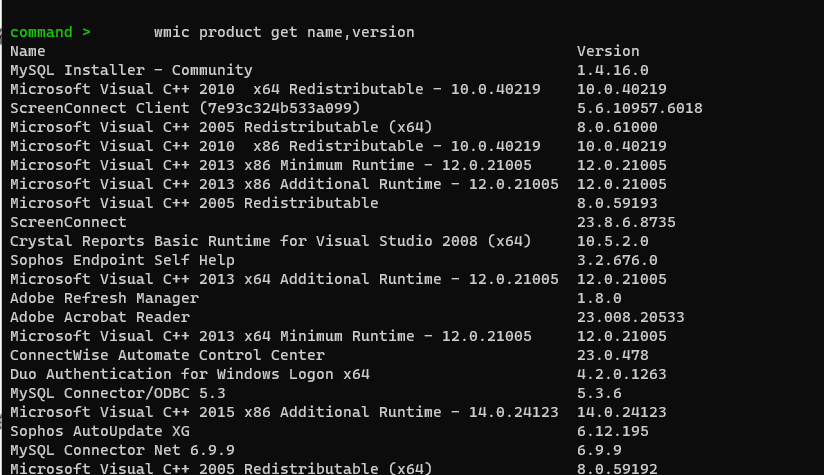 command >       wmic product get name,version
Name                                                           Version
MySQL Installer - Community                                    1.4.16.0
Microsoft Visual C++ 2010  x64 Redistributable - 10.0.40219    10.0.40219
ScreenConnect Client (7e93c324b533a099)                        5.6.10957.6018
Microsoft Visual C++ 2005 Redistributable (x64)                8.0.61000
Microsoft Visual C++ 2010  x86 Redistributable - 10.0.40219    10.0.40219
Microsoft Visual C++ 2013 x86 Minimum Runtime - 12.0.21005     12.0.21005
Microsoft Visual C++ 2013 x86 Additional Runtime - 12.0.21005  12.0.21005
Microsoft Visual C++ 2005 Redistributable                      8.0.59193
ScreenConnect                                                  23.8.6.8735
Crystal Reports Basic Runtime for Visual Studio 2008 (x64)     10.5.2.0
Sophos Endpoint Self Help                                      3.2.676.0
Microsoft Visual C++ 2013 x64 Additional Runtime - 12.0.21005  12.0.21005
Adobe Refresh Manager                                          1.8.0
Adobe Acrobat Reader                                           23.008.20533
Microsoft Visual C++ 2013 x64 Minimum Runtime - 12.0.21005     12.0.21005
ConnectWise Automate Control Center                            23.0.478
Duo Authentication for Windows Logon x64                       4.2.0.1263
MySQL Connector/ODBC 5.3                                       5.3.6
Microsoft Visual C++ 2015 x86 Additional Runtime - 14.0.24123  14.0.24123
Sophos AutoUpdate XG                                           6.12.195
MySQL Connector Net 6.9.9                                      6.9.9
Microsoft Visual C++ 2005 Redistributable (x64)                8.0.59192